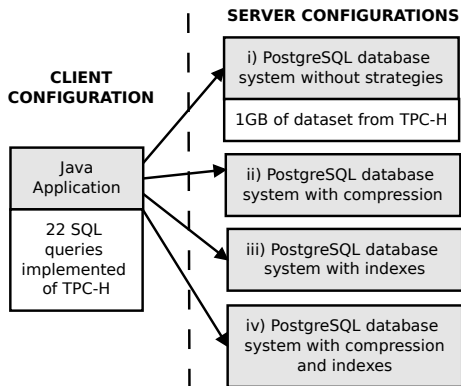 SERVER CONFIGURATIONS
CLIENT
CONFIGURATION
Java
Application
22 SQL
queries
implemented
of TPC-H
i) PostgreSQL database
system without strategies
1GB of dataset from TPC-H
ii) PostgreSQL database
system with compression
iii) PostgreSQL database
system with indexes
iv) PostgreSQL database
system with compression
and indexes